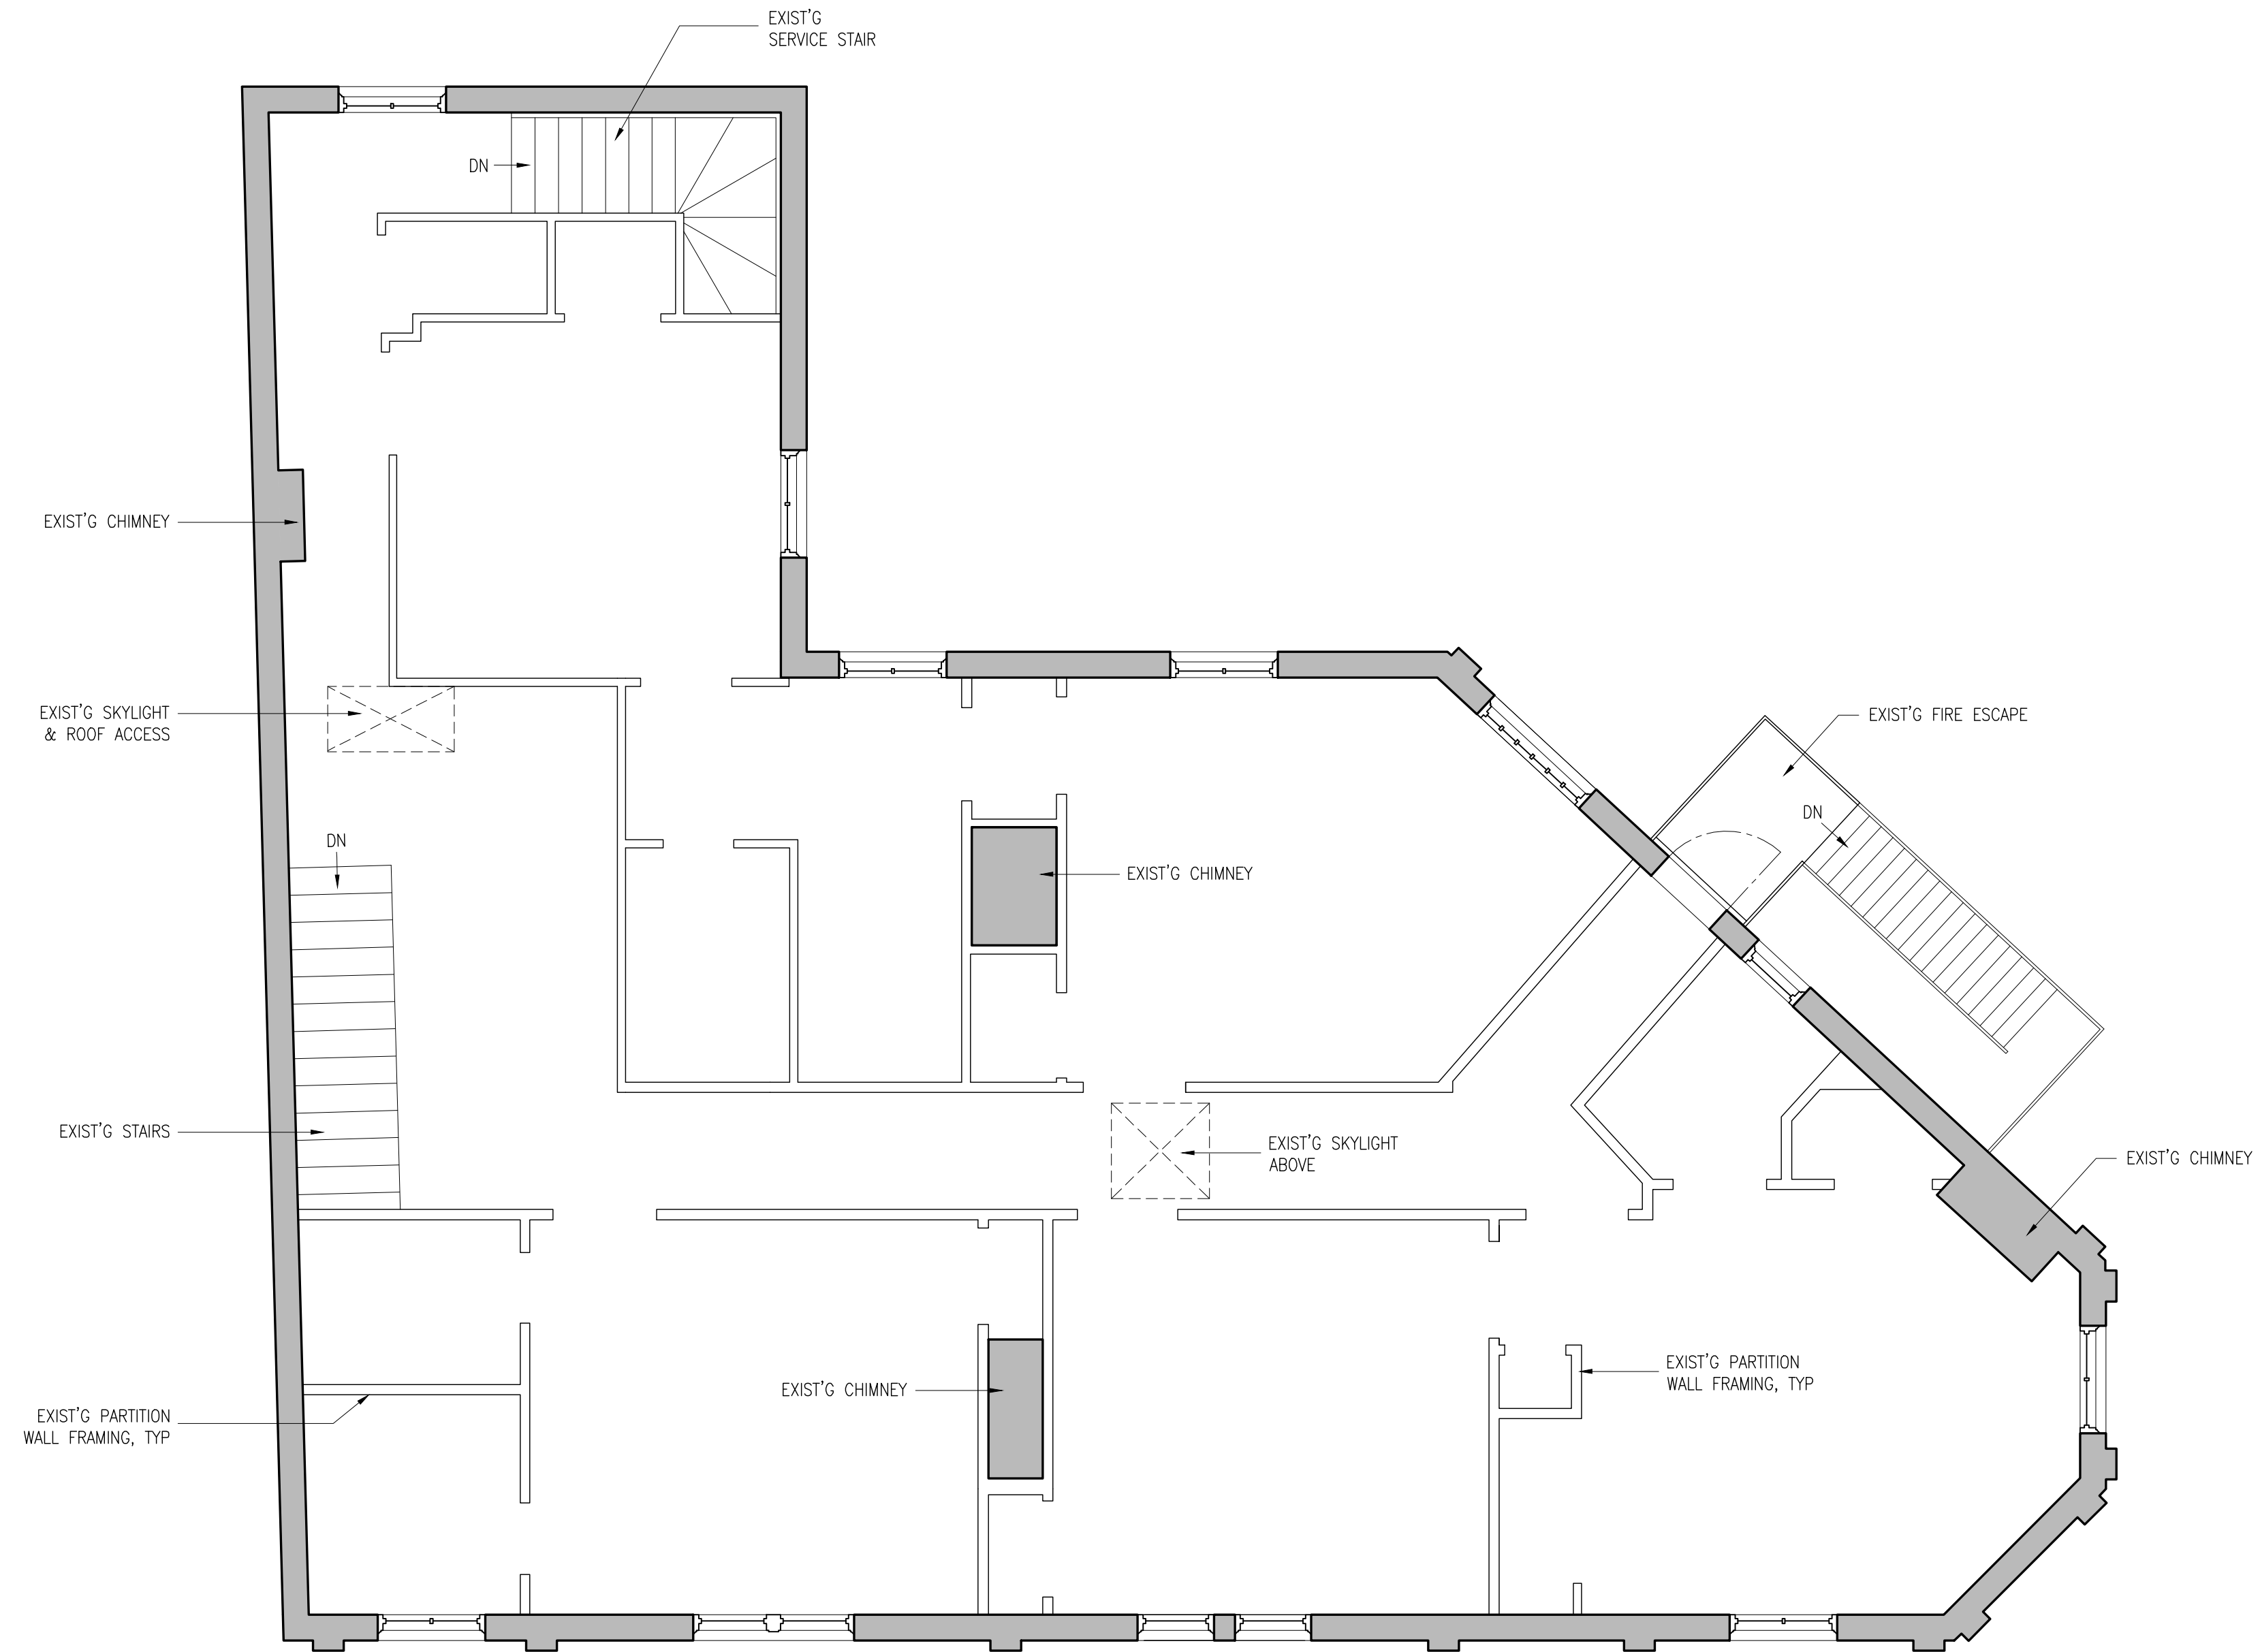 EXIST'G
SERVICE STAIR
DN
EXIST'G CHIMNEY
EXIST'G SKYLIGHT
& ROOF ACCESS
EXIST'G FIRE ESCAPE
DN
DN
EXIST'G CHIMNEY
EXIST'G STAIRS
EXIST'G SKYLIGHT
ABOVE
EXIST'G CHIMNEY
EXIST'G PARTITION
WALL FRAMING, TYP
EXIST'G CHIMNEY
EXIST'G PARTITION
WALL FRAMING, TYP